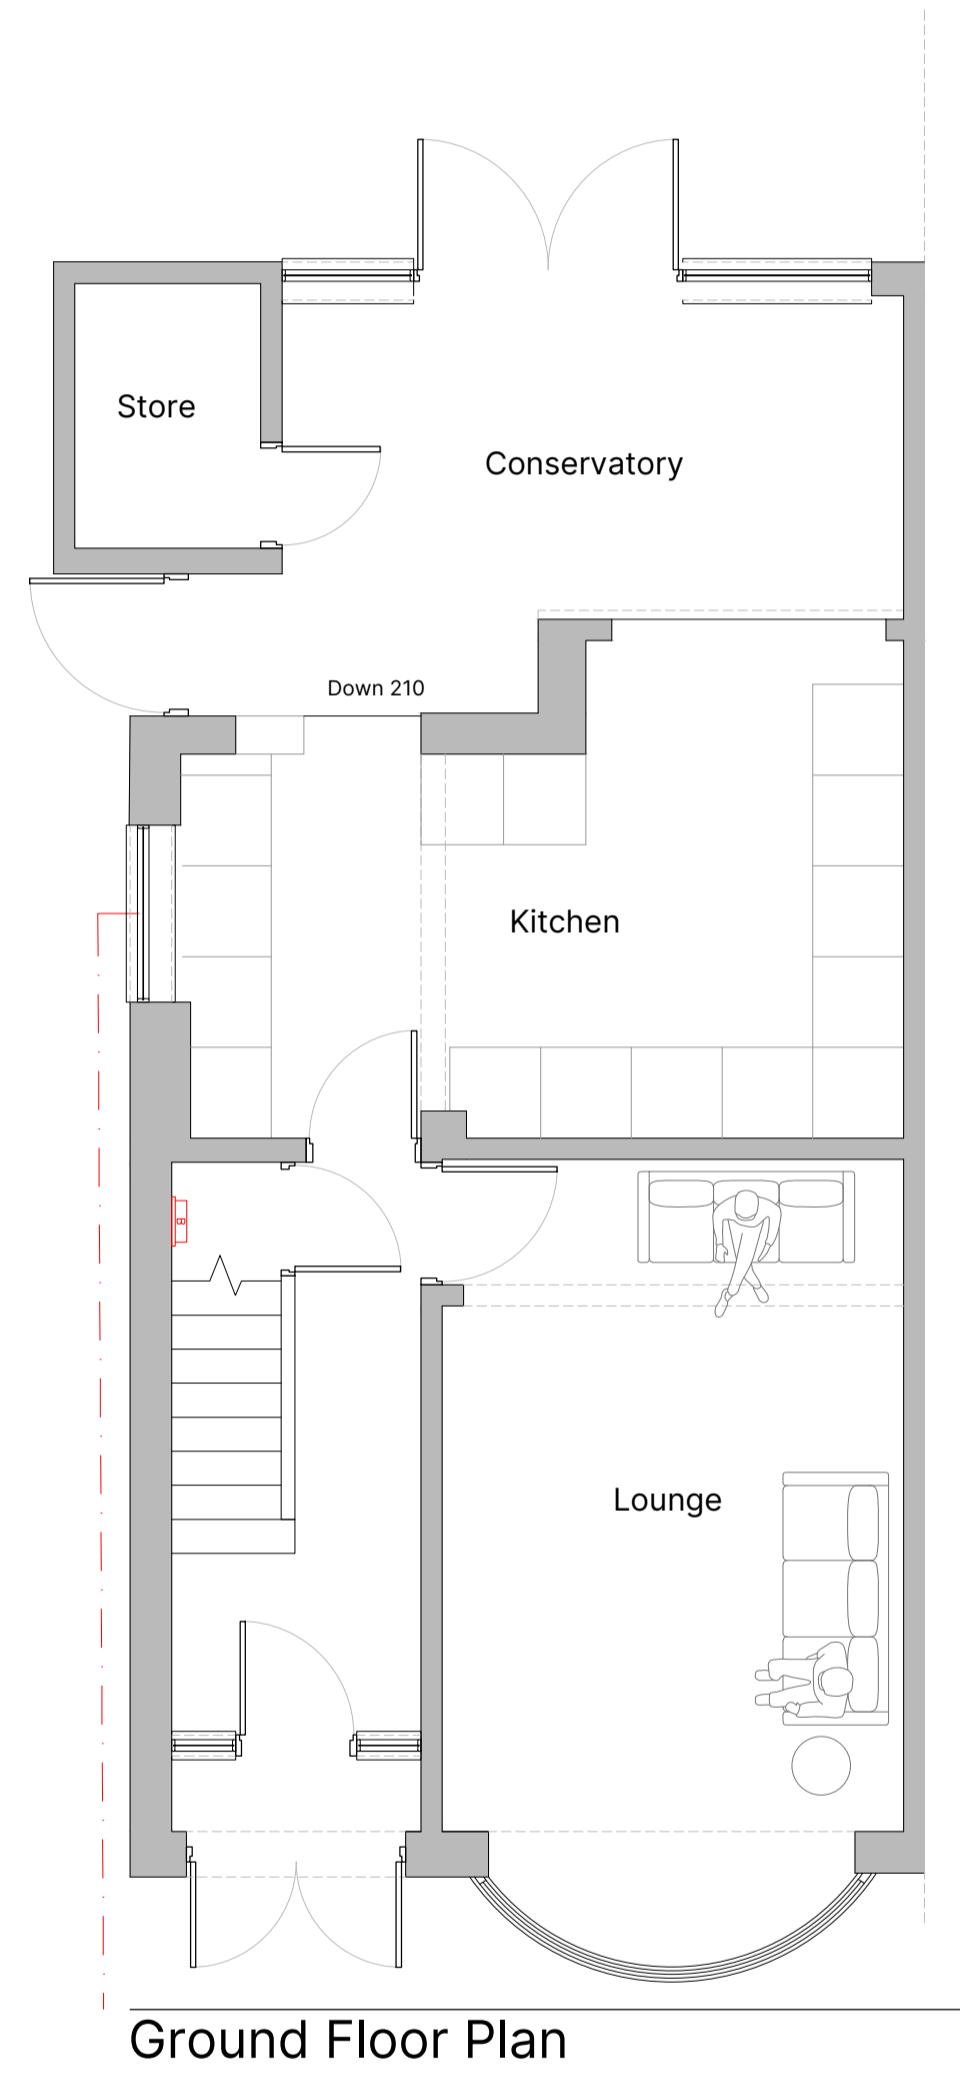 Store
Conservatory
Down 210
Kitchen
B
Lounge
Ground Floor Plan